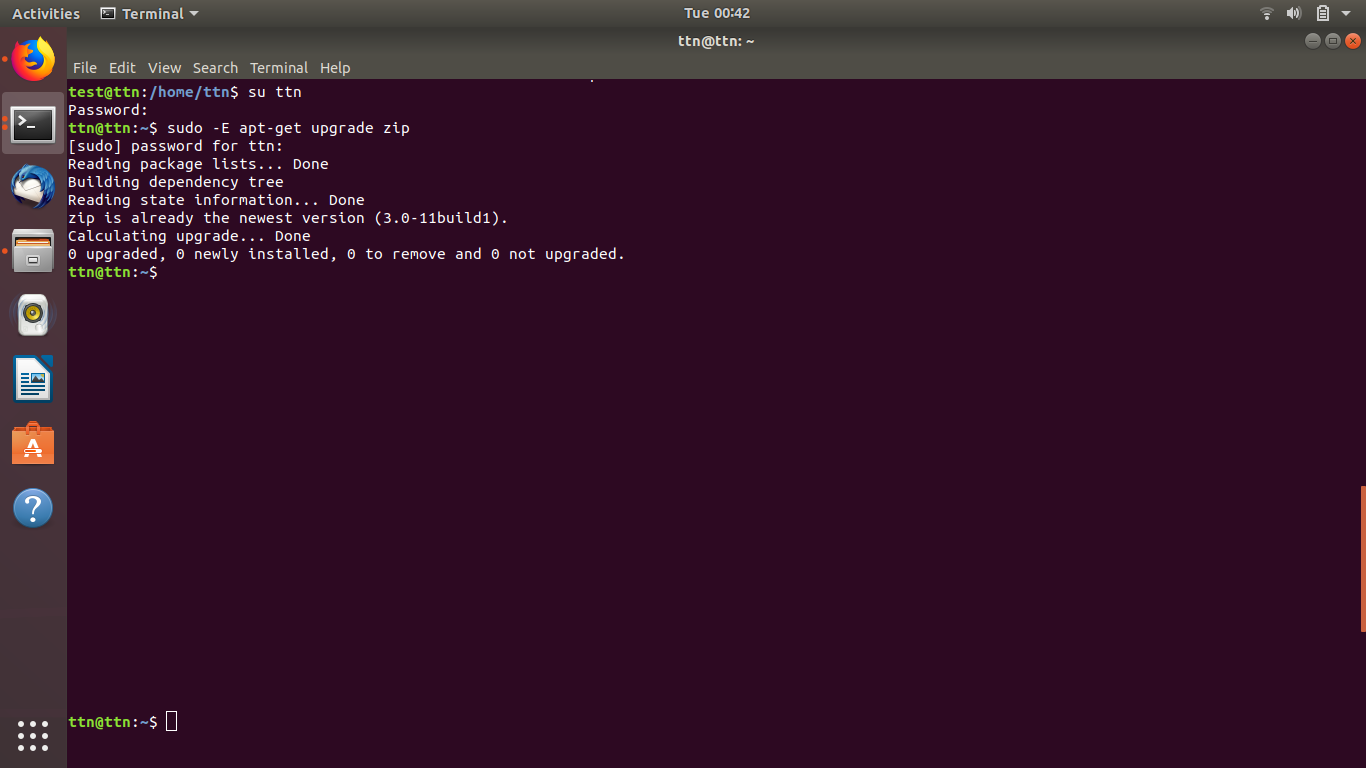 Activities Terminal Tue 00:42
ttn@ttn: ~
File Edit View Search Terminal Help
test@ttn:/home/ttn$ su ttn
Password:
ttn@ttn:~$ sudo -E apt-get upgrade zip
[sudo] password for ttn:
Reading package lists... Done
Building dependency tree
Reading state information... Done
zip is already the newest version (3.0-11build1).
Calculating upgrade... Done
0 upgraded, 0 newly installed, 0 to remove and 0 not upgraded.
ttn@ttn:~$
ttn@ttn:~$